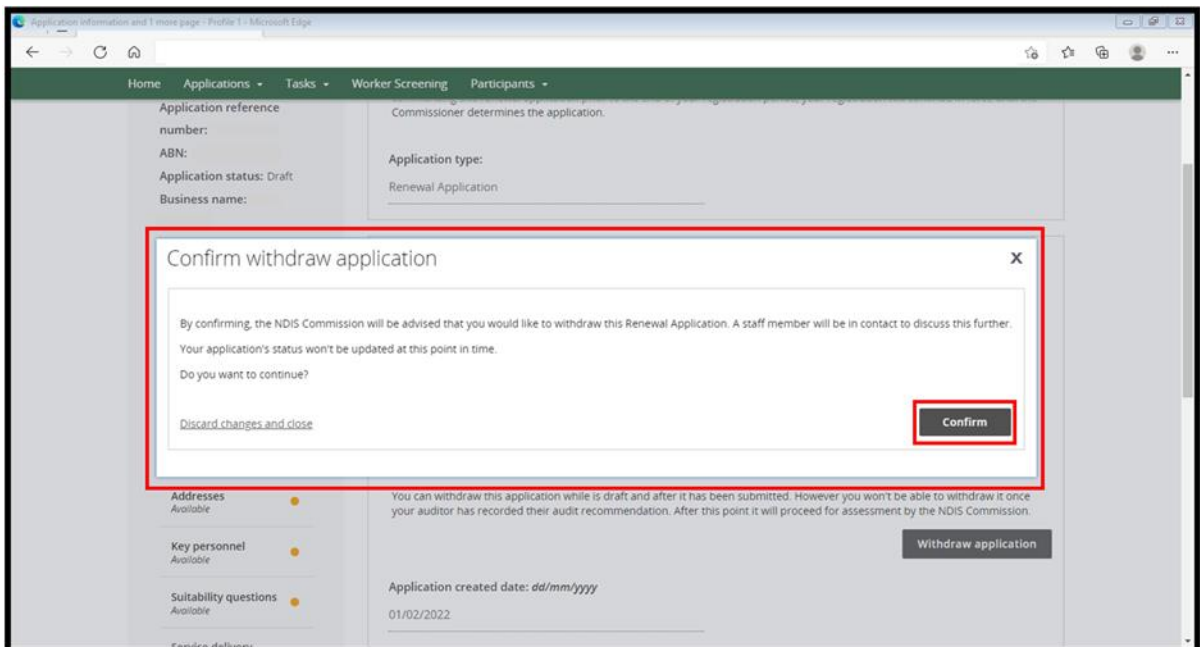 Application information and 1 more page - Profile 1 - Microsoft Edge
Home Applications Tasks Worker Screening Participants
Application reference
number:
ABN:
Application status: Draft
Business name:
Commissioner determines the application.
Application type:
Renewal Application
Confirm withdraw application
X
By confirming, the NDIS Commission will be advised that you would like to withdraw this Renewal Application. A staff member will be in contact to discuss this further.
Your application's status won't be updated at this point in time.
Do you want to continue?
Discard changes and close
Confirm
Addresses
Available
Key personnel
Available
Suitability questions
Available
Service delivery
You can withdraw this application while is draft and after it has been submitted. However you won't be able to withdraw it once
your auditor has recorded their audit recommendation. After this point it will proceed for assessment by the NDIS Commission.
Withdraw application
Application created date: dd/mm/yyyy
01/02/2022